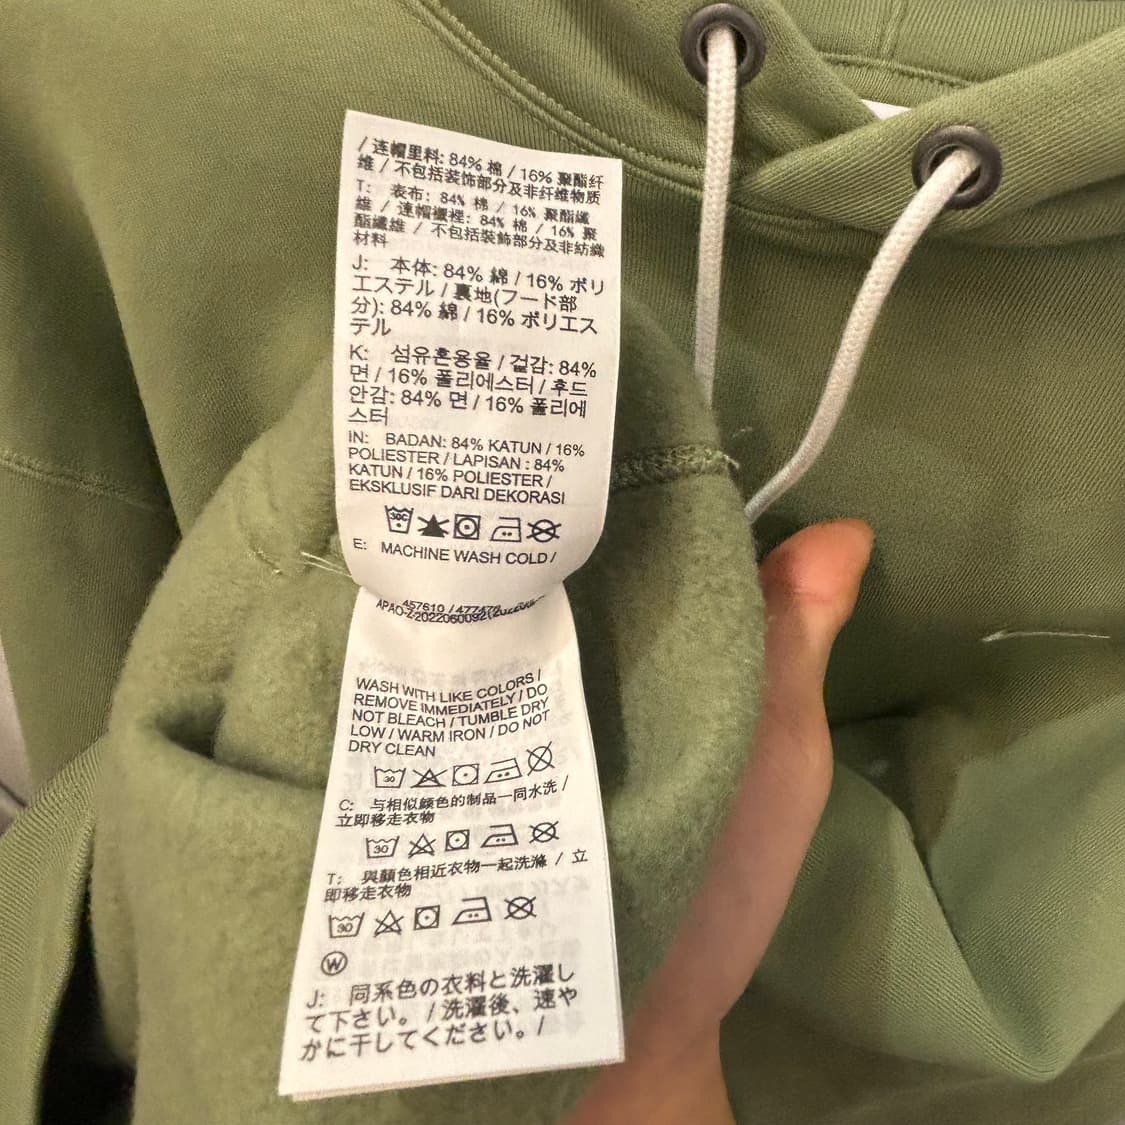 / 连帽里料: 84% 棉 / 16% 聚酯纤
维 / 不包括装饰部分及非纤维物质
T: 表布: 84% 棉 / 16% 聚酯纖
維 / 連帽襯裡: 84% 棉 / 16% 聚
酯纖維 / 不包括裝飾部分及非紡織
材料
J: 本体: 84% 綿 / 16% ポリ
エステル / 裏地(フード部
分): 84% 綿 / 16% ポリエス
テル
K: 섬유혼용율 / 겉감: 84%
면 / 16% 폴리에스터 / 후드
안감: 84% 면 / 16% 폴리에
스터
IN: BADAN: 84% KATUN / 16%
POLIESTER / LAPISAN : 84%
KATUN / 16% POLIESTER /
EKSKLUSIF DARI DEKORASI
30C
E: MACHINE WASH COLD /
457610
APAO-Z-2022060092
WASH WITH LIKE COLORS /
REMOVE IMMEDIATELY / DO
NOT BLEACH / TUMBLE DRY
LOW / WARM IRON / DO NOT
DRY CLEAN
30
C: 与相似颜色的制品一同水洗 /
立即移走衣物
30
T: 與顏色相近衣物一起洗滌 / 立
即移走衣物
30
W
J: 同系色の衣料と洗濯し
て下さい。 / 洗濯後、速や
かに干してください。 /